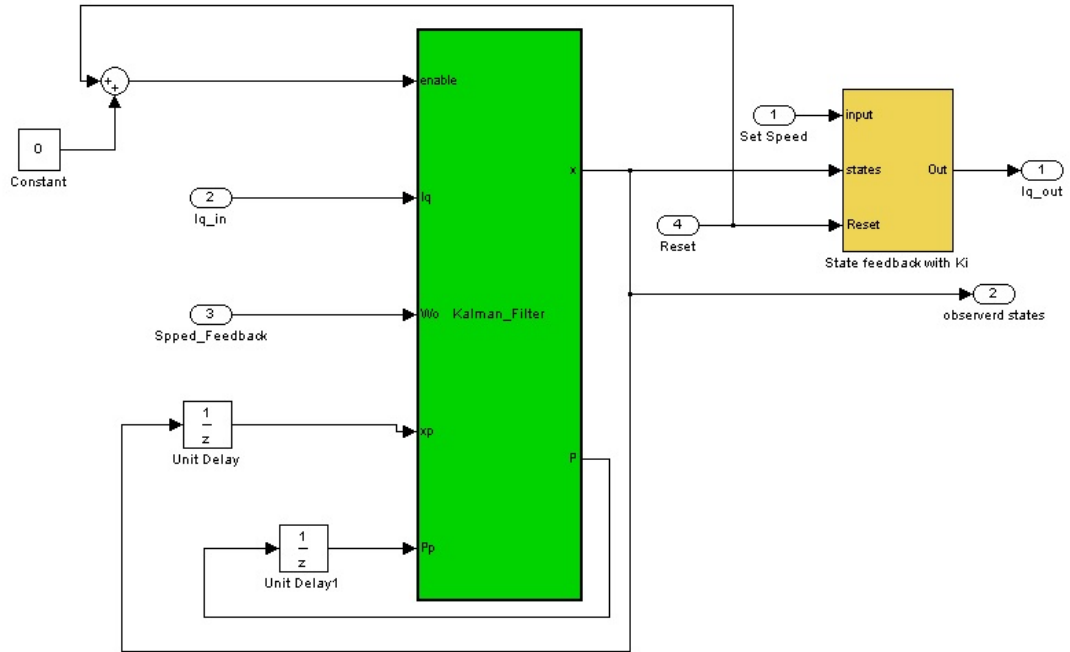 +
+
enable
0
Constant
1
Set Speed
input
x
states
Out
1
Iq_out
2
Iq_in
Iq
4
Reset
Reset
State feedback with Ki
2
observerd states
3
Spped_Feedback
Wo
Kalman_Filter
1
z
Unit Delay
xp
P
1
z
Unit Delay1
Pp